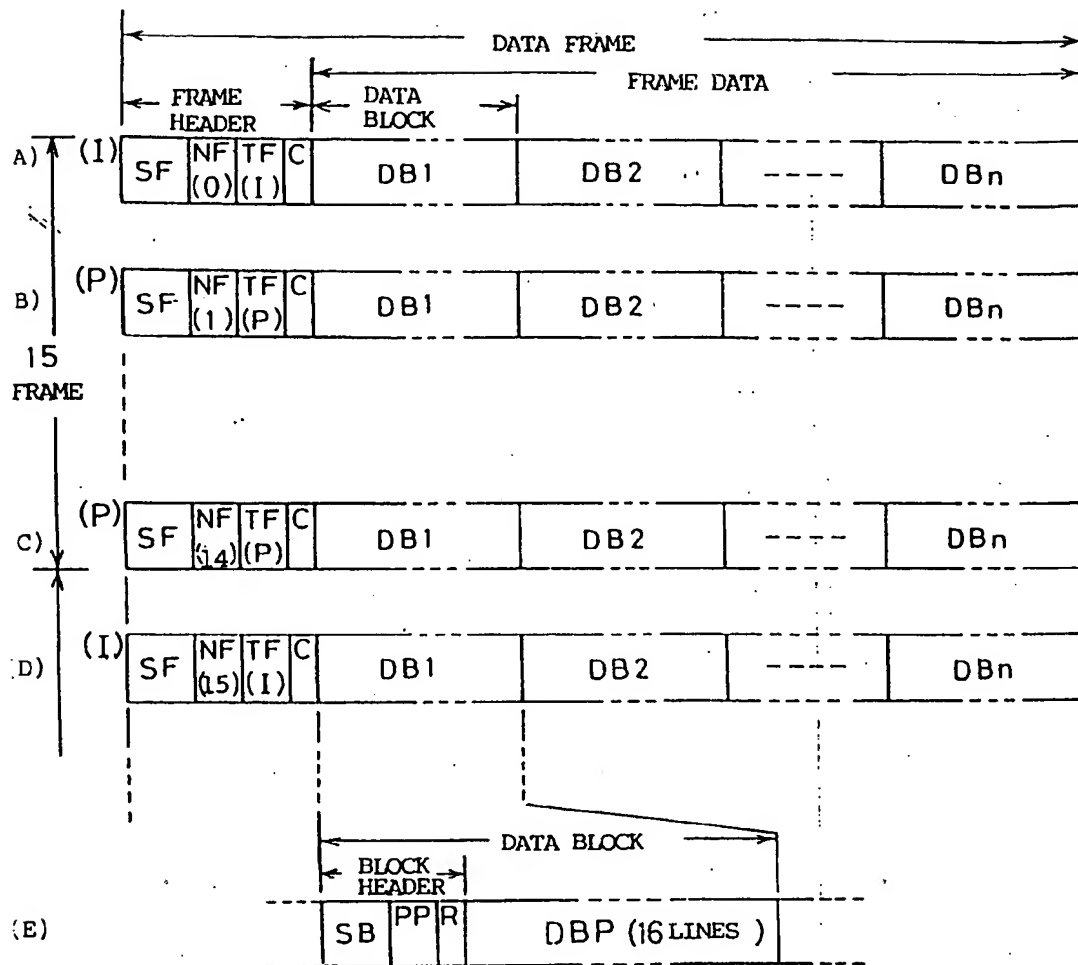 DATA FRAME
FRAME DATA
FRAME HEADER
DATA BLOCK
A) (I) SF NF (0) TF (I) C DB1 DB2 ---- DBn
B) (P) SF NF (1) TF (P) C DB1 DB2 ---- DBn
15 FRAME
C) (P) SF NF (14) TF (P) C DB1 DB2 ---- DBn
D) (I) SF NF (15) TF (I) C DB1 DB2 ---- DBn
DATA BLOCK
BLOCK HEADER
(E) SB PP R DBP (16 LINES )